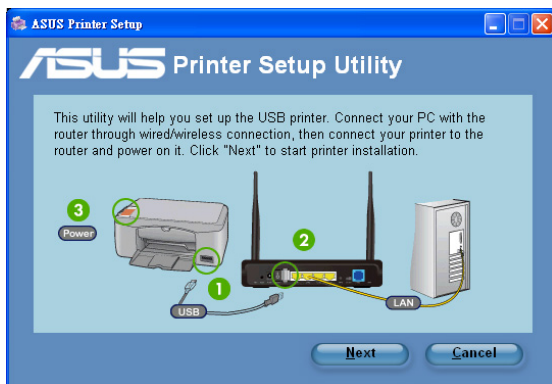 ASUS Printer Setup
ASUS Printer Setup Utility
This utility will help you set up the USB printer. Connect your PC with the
router through wired/wireless connection, then connect your printer to the
router and power on it. Click "Next" to start printer installation.
3
Power
2
1
USB
LAN
Next
Cancel